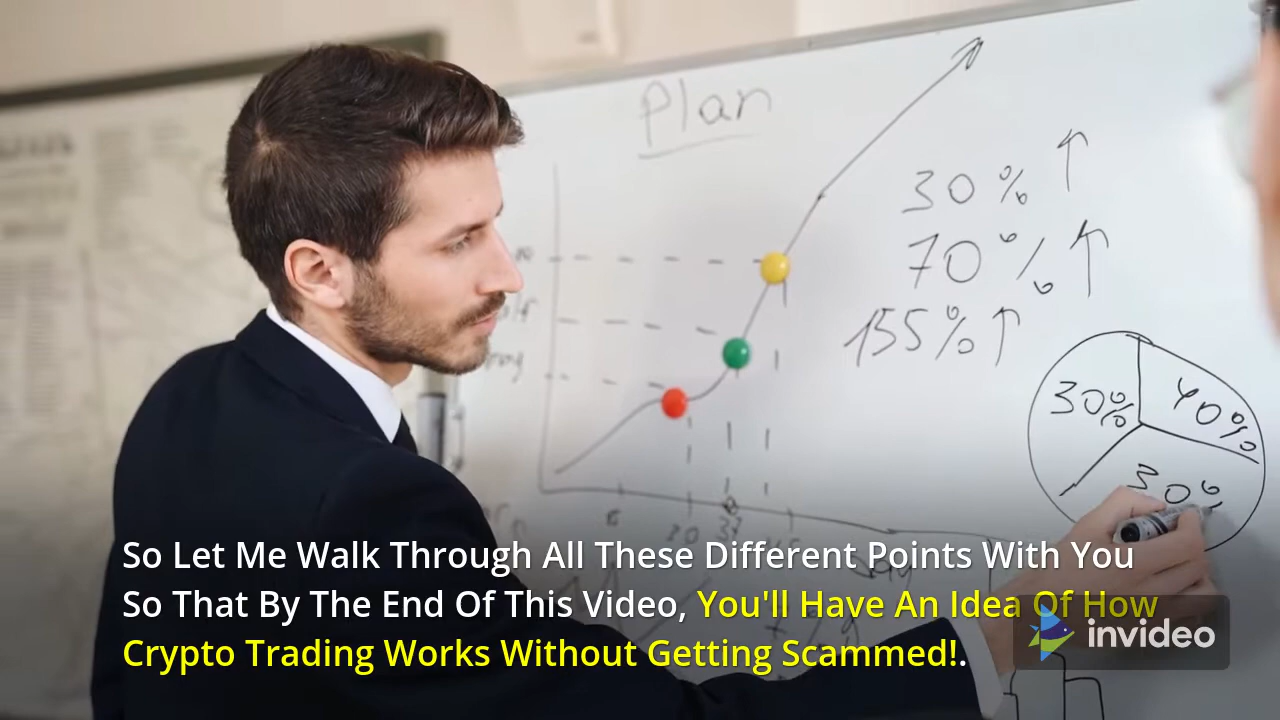 Plan
30% ↑
70% ↑
155% ↑
30%
40%
30%
So Let Me Walk Through All These Different Points With You
So That By The End Of This Video, You'll Have An Idea Of How
Crypto Trading Works Without Getting Scammed!.
invideo